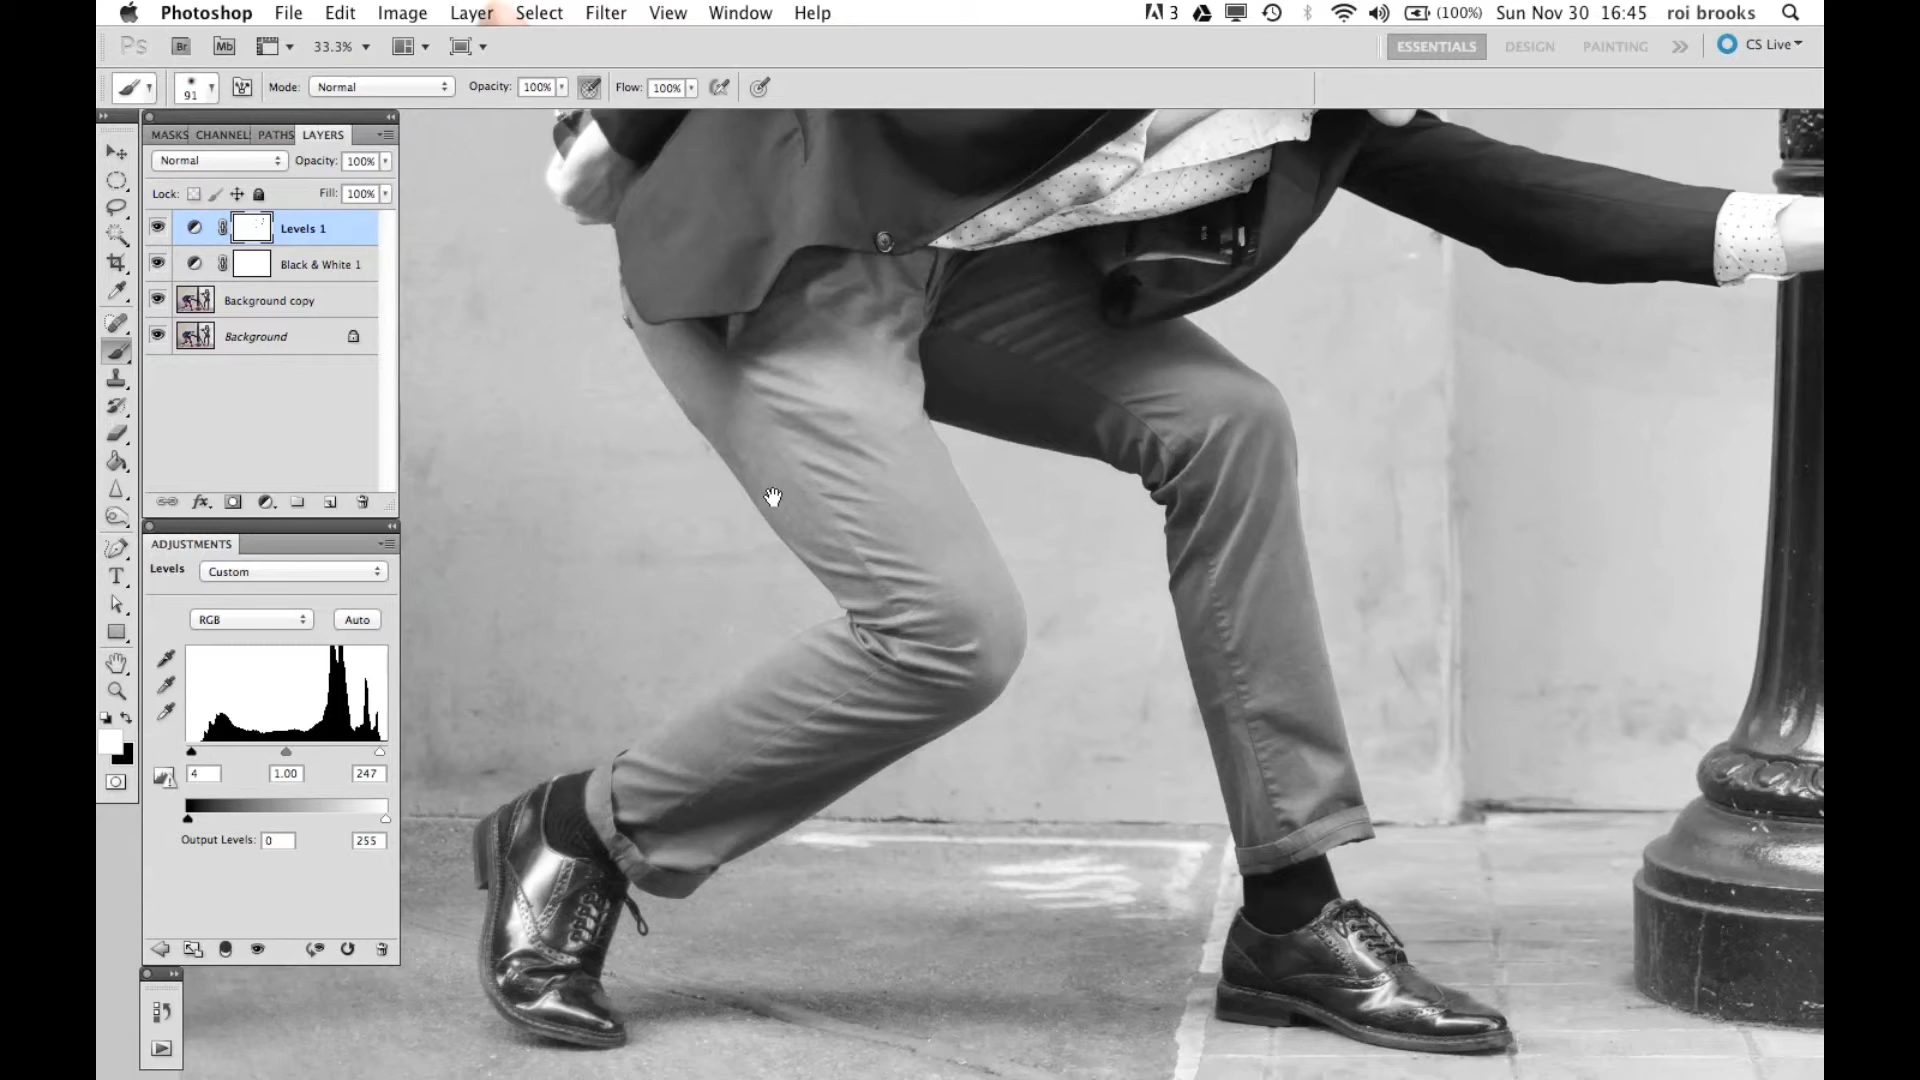 Photoshop File Edit Image Layer Select Filter View Window Help 3 (100%) Sun Nov 30 16:45 roi brooks
Ps Br Mb 33.3% ESSENTIALS DESIGN PAINTING CS Live
91 Mode: Normal Opacity: 100% Flow: 100%
MASKS CHANNEL PATHS LAYERS
Normal Opacity: 100%
Lock: Fill: 100%
Levels 1
Black & White 1
Background copy
Background
fx
ADJUSTMENTS
Levels Custom
RGB Auto
4 1.00 247
Output Levels: 0 255